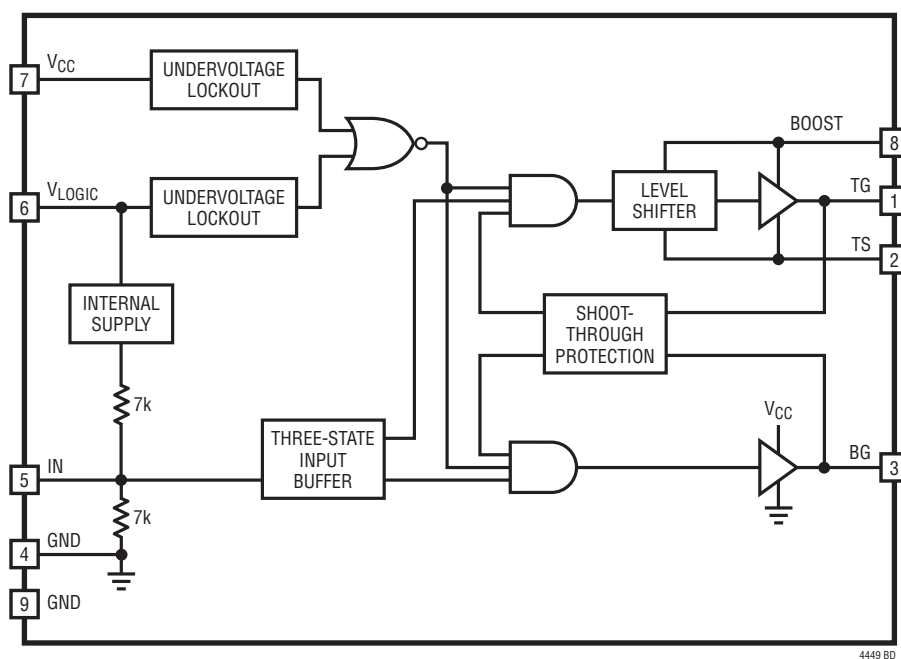 7
VCC
UNDERVOLTAGE
LOCKOUT
BOOST
8
6
VLOGIC
UNDERVOLTAGE
LOCKOUT
LEVEL
SHIFTER
TG
1
TS
2
INTERNAL
SUPPLY
SHOOT-
THROUGH
PROTECTION
7k
THREE-STATE
INPUT
BUFFER
VCC
5
IN
BG
3
7k
4
GND
9
GND
4449 BD